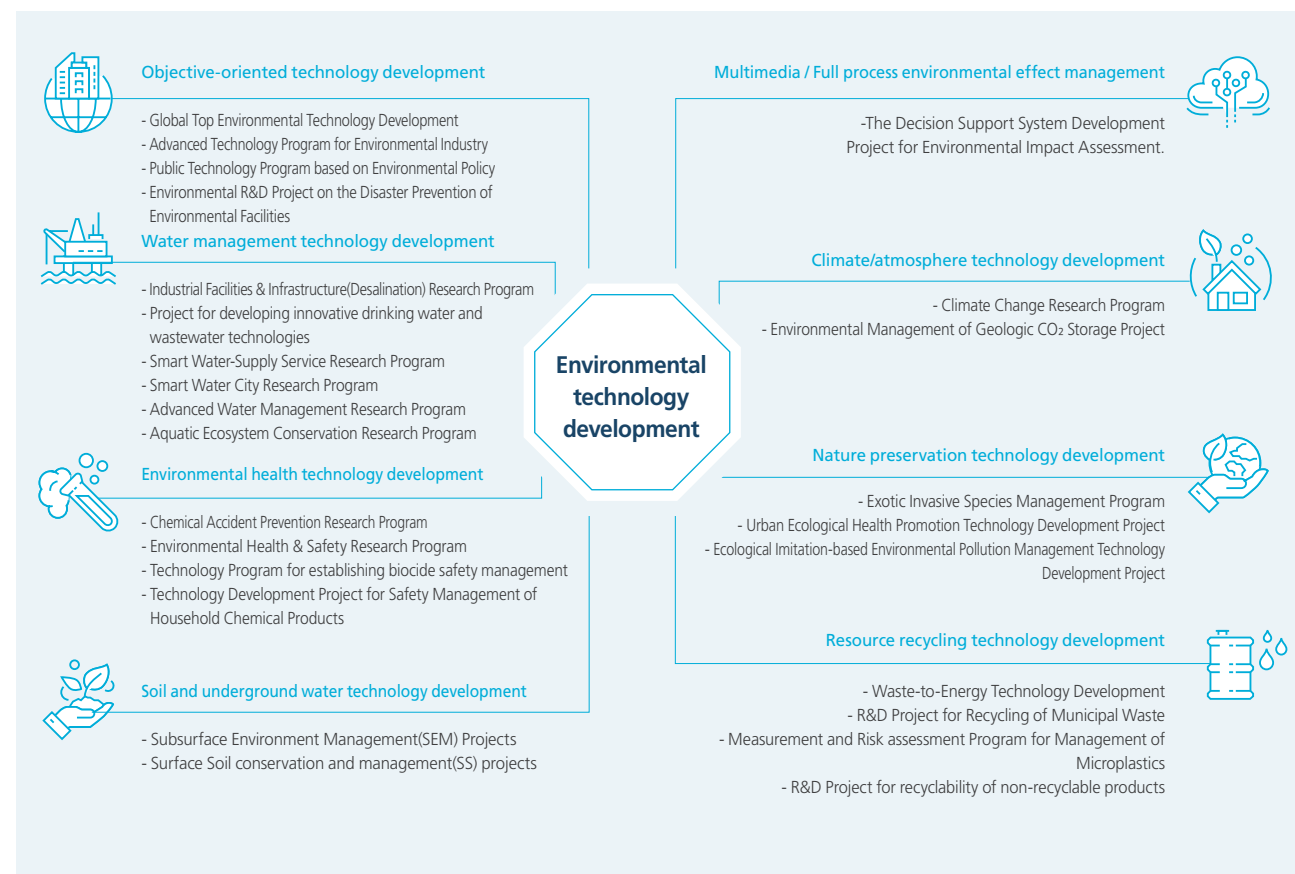 Objective-oriented technology development
- Global Top Environmental Technology Development
- Advanced Technology Program for Environmental Industry
- Public Technology Program based on Environmental Policy
- Environmental R&D Project on the Disaster Prevention of
Environmental Facilities
Water management technology development
- Industrial Facilities & Infrastructure(Desalination) Research Program
- Project for developing innovative drinking water and
wastewater technologies
- Smart Water-Supply Service Research Program
- Smart Water City Research Program
- Advanced Water Management Research Program
- Aquatic Ecosystem Conservation Research Program
Environmental health technology development
- Chemical Accident Prevention Research Program
- Environmental Health & Safety Research Program
- Technology Program for establishing biocide safety management
- Technology Development Project for Safety Management of
Household Chemical Products
Soil and underground water technology development
- Subsurface Environment Management(SEM) Projects
- Surface Soil conservation and management(SS) projects
Environmental
technology
development
Multimedia / Full process environmental effect management
-The Decision Support System Development
Project for Environmental Impact Assessment.
Climate/atmosphere technology development
- Climate Change Research Program
- Environmental Management of Geologic CO₂ Storage Project
Nature preservation technology development
- Exotic Invasive Species Management Program
- Urban Ecological Health Promotion Technology Development Project
- Ecological Imitation-based Environmental Pollution Management Technology
Development Project
Resource recycling technology development
- Waste-to-Energy Technology Development
- R&D Project for Recycling of Municipal Waste
- Measurement and Risk assessment Program for Management of
Microplastics
- R&D Project for recyclability of non-recyclable products